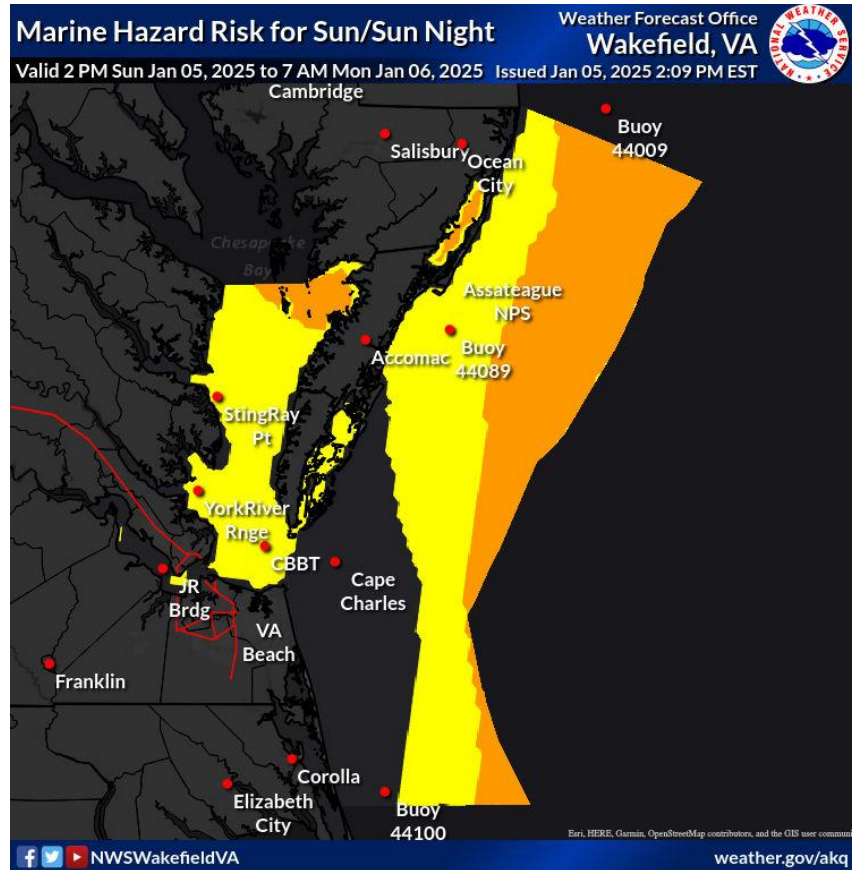 Marine Hazard Risk for Sun/Sun Night
Weather Forecast Office
Wakefield, VA
Valid 2 PM Sun Jan 05, 2025 to 7 AM Mon Jan 06, 2025
Issued Jan 05, 2025 2:09 PM EST
NATIONAL WEATHER SERVICE
Cambridge
Buoy
44009
Salisbury
Ocean
City
Chesapeake
Bay
Assateague
NPS
Accomac
Buoy
44089
StingRay
Pt
YorkRiver
Rnge
CBBT
JR
Brdg
Cape
Charles
VA
Beach
Franklin
Corolla
Elizabeth
City
Buoy
44100
Esri, HERE, Garmin, OpenStreetMap contributors, and the GIS user communi
NWSWakefieldVA
weather.gov/akq